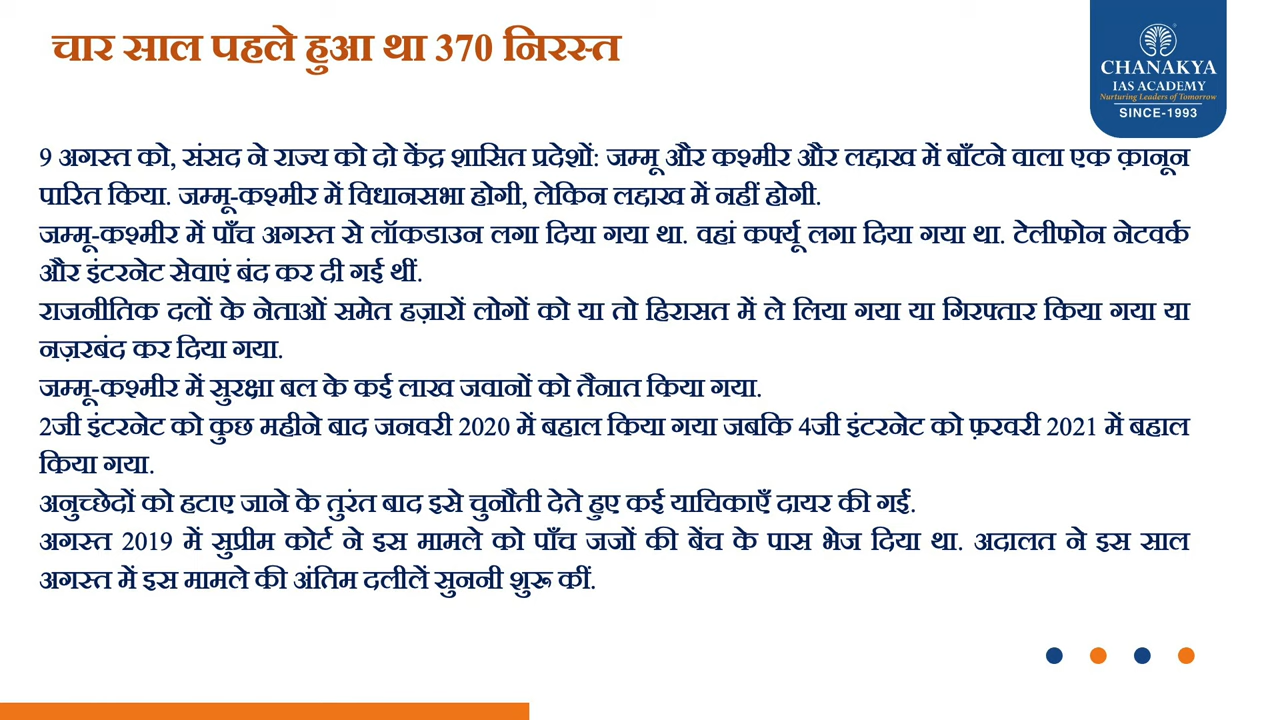 चार साल पहले हुआ था 370 निरस्त
CHANAKYA
IAS ACADEMY
Nurturing Leaders of Tomorrow
SINCE-1993
9 अगस्त को, संसद ने राज्य को दो केंद्र शासित प्रदेशों: जम्मू और कश्मीर और लद्दाख में बाँटने वाला एक क़ानून
पारित किया. जम्मू-कश्मीर में विधानसभा होगी, लेकिन लद्दाख में नहीं होगी.
जम्मू-कश्मीर में पाँच अगस्त से लॉकडाउन लगा दिया गया था. वहां कर्फ्यू लगा दिया गया था. टेलीफोन नेटवर्क
और इंटरनेट सेवाएं बंद कर दी गई थीं.
राजनीतिक दलों के नेताओं समेत हज़ारों लोगों को या तो हिरासत में ले लिया गया या गिरफ्तार किया गया या
नज़रबंद कर दिया गया.
जम्मू-कश्मीर में सुरक्षा बल के कई लाख जवानों को तैनात किया गया.
2जी इंटरनेट को कुछ महीने बाद जनवरी 2020 में बहाल किया गया जबकि 4जी इंटरनेट को फ़रवरी 2021 में बहाल
किया गया.
अनुच्छेदों को हटाए जाने के तुरंत बाद इसे चुनौती देते हुए कई याचिकाएँ दायर की गईं.
अगस्त 2019 में सुप्रीम कोर्ट ने इस मामले को पाँच जजों की बेंच के पास भेज दिया था. अदालत ने इस साल
अगस्त में इस मामले की अंतिम दलीलें सुननी शुरू कीं.